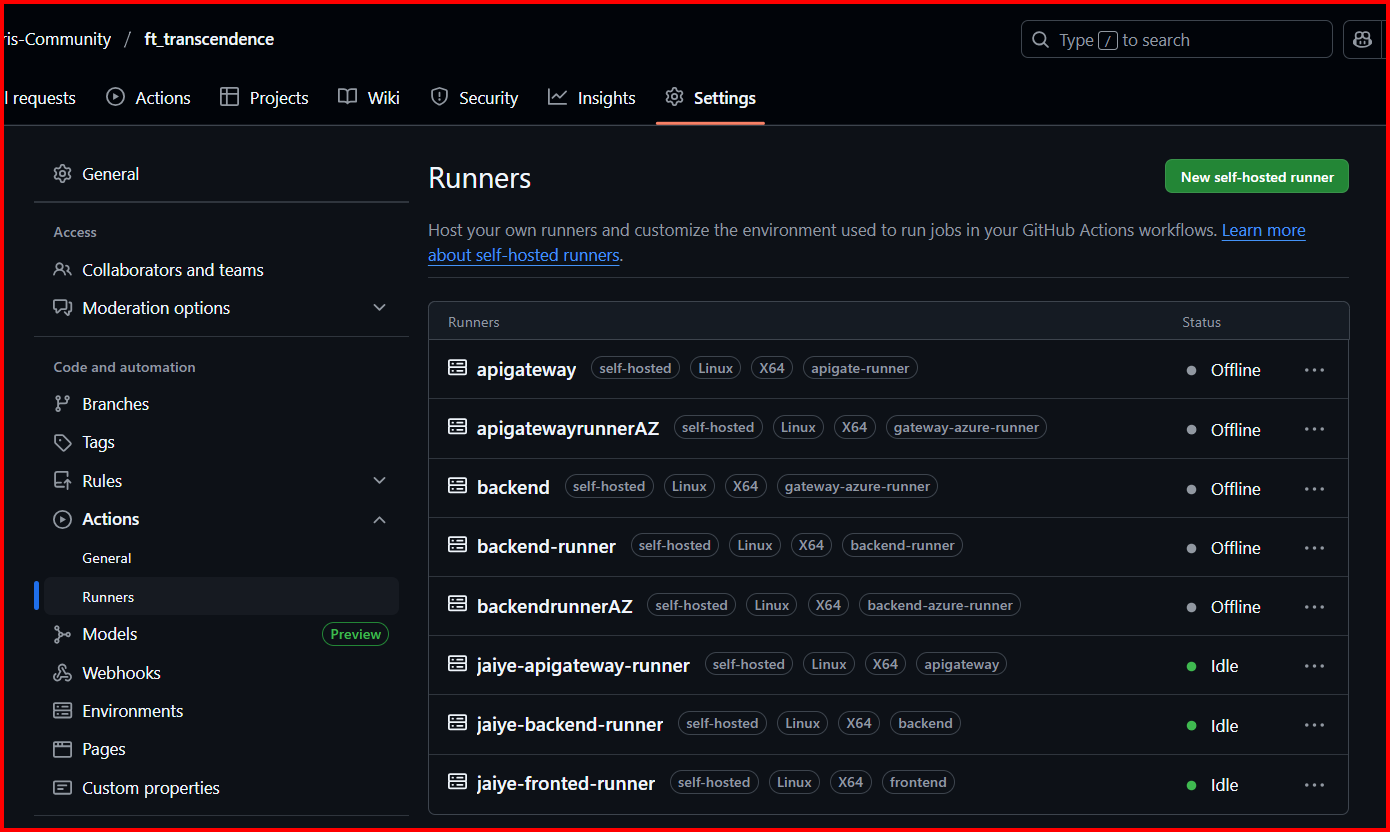 ris-Community / ft_transcendence
Type / to search
l requests Actions Projects Wiki Security Insights Settings
General
Access
Collaborators and teams
Moderation options
Code and automation
Branches
Tags
Rules
Actions
General
Runners
Models Preview
Webhooks
Environments
Pages
Custom properties
Runners
New self-hosted runner
Host your own runners and customize the environment used to run jobs in your GitHub Actions workflows. Learn more
about self-hosted runners.
Runners Status
apigateway self-hosted Linux X64 apigate-runner Offline
apigatewayrunnerAZ self-hosted Linux X64 gateway-azure-runner Offline
backend self-hosted Linux X64 gateway-azure-runner Offline
backend-runner self-hosted Linux X64 backend-runner Offline
backendrunnerAZ self-hosted Linux X64 backend-azure-runner Offline
jaiye-apigateway-runner self-hosted Linux X64 apigateway Idle
jaiye-backend-runner self-hosted Linux X64 backend Idle
jaiye-fronted-runner self-hosted Linux X64 frontend Idle